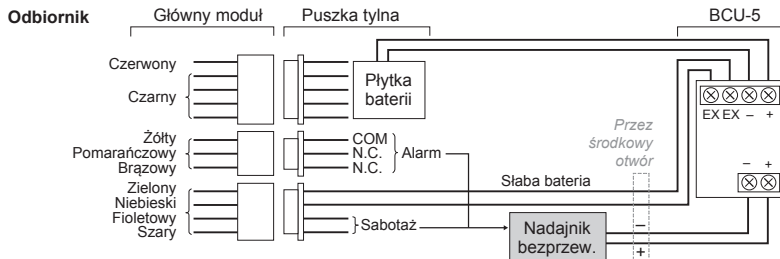 Odbiornik
Główny moduł
Puszka tylna
BCU-5
Czerwony
Czarny
Płytka
baterii
EX EX – +
Żółty
Pomarańczowy
Brązowy
COM
N.C.
N.C.
Alarm
Przez
środkowy
otwór
– +
Zielony
Niebieski
Fioletowy
Szary
Słaba bateria
Sabotaż
Nadajnik
bezprzew.
–
+